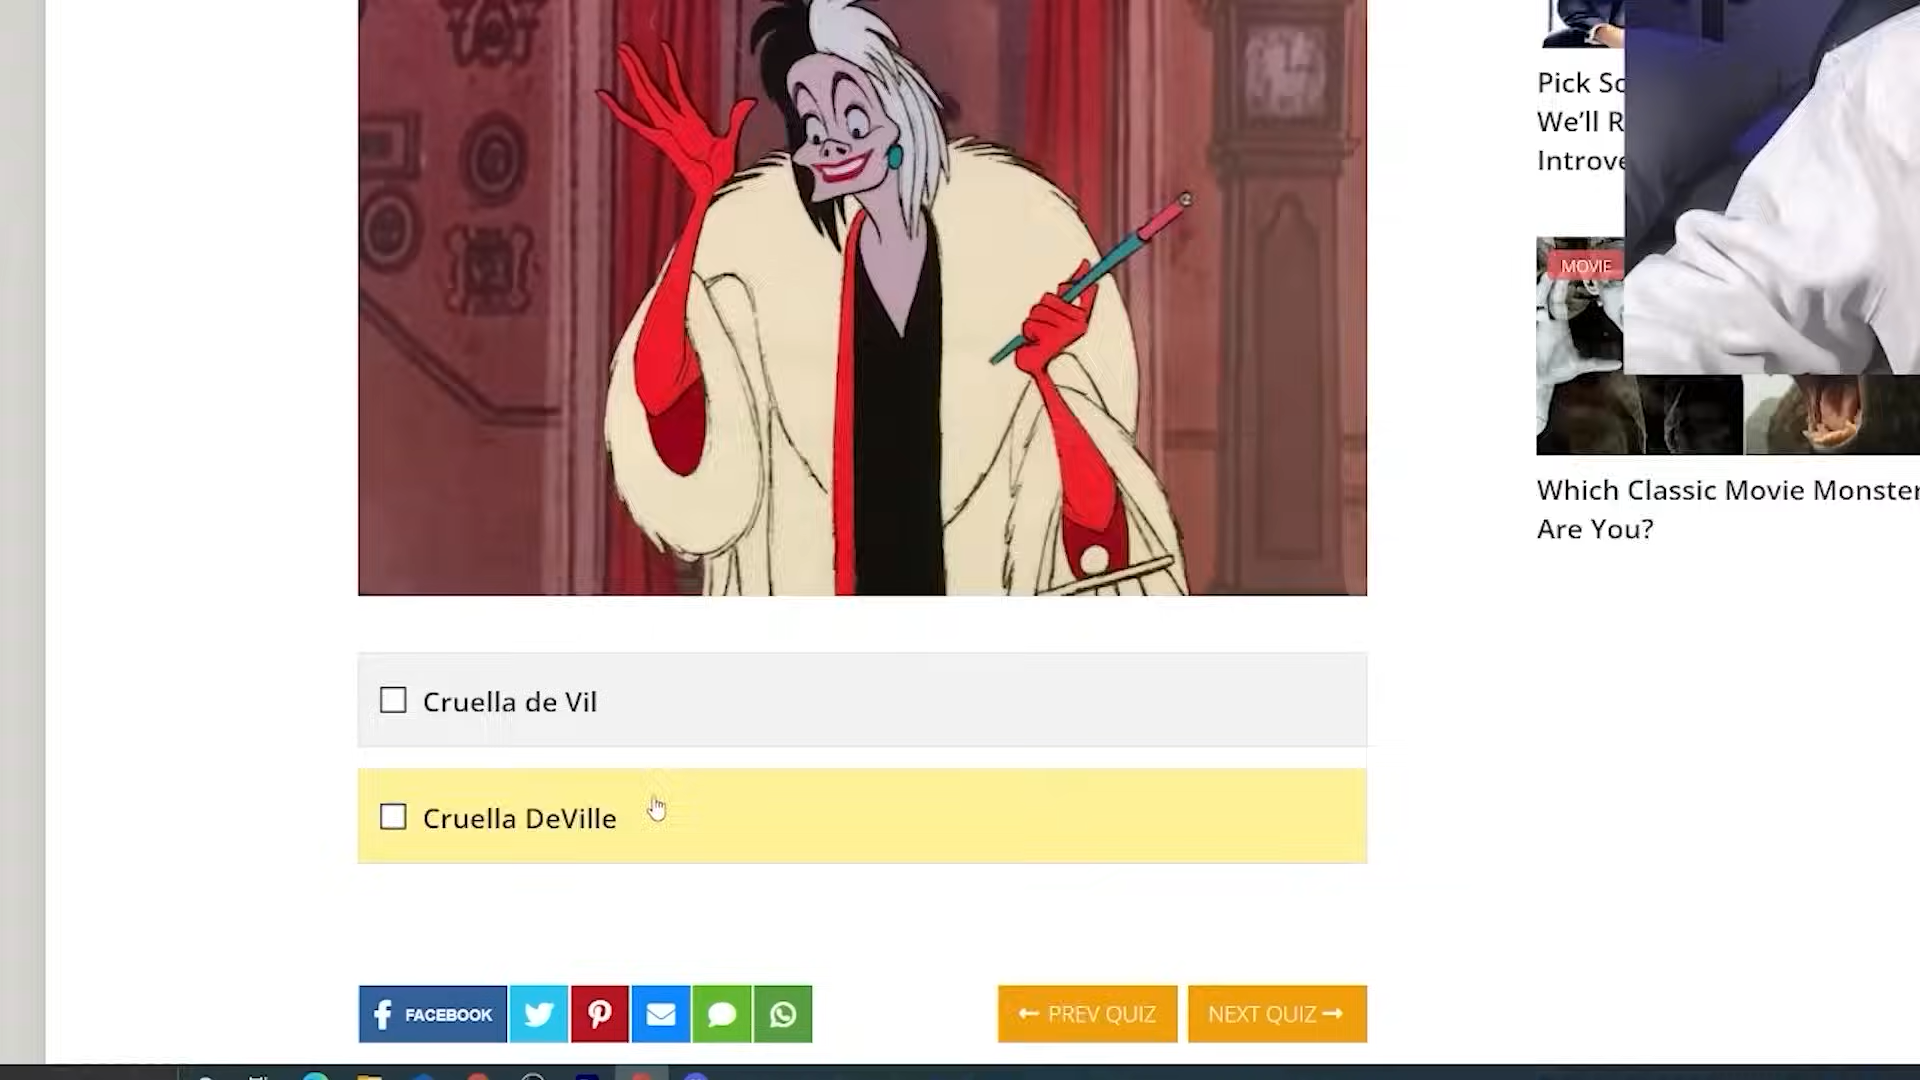 Pick Sc
We'll R
Introve
MOVIE
Which Classic Movie Monster
Are You?
Cruella de Vil
Cruella DeVille
FACEBOOK
PREV QUIZ
NEXT QUIZ